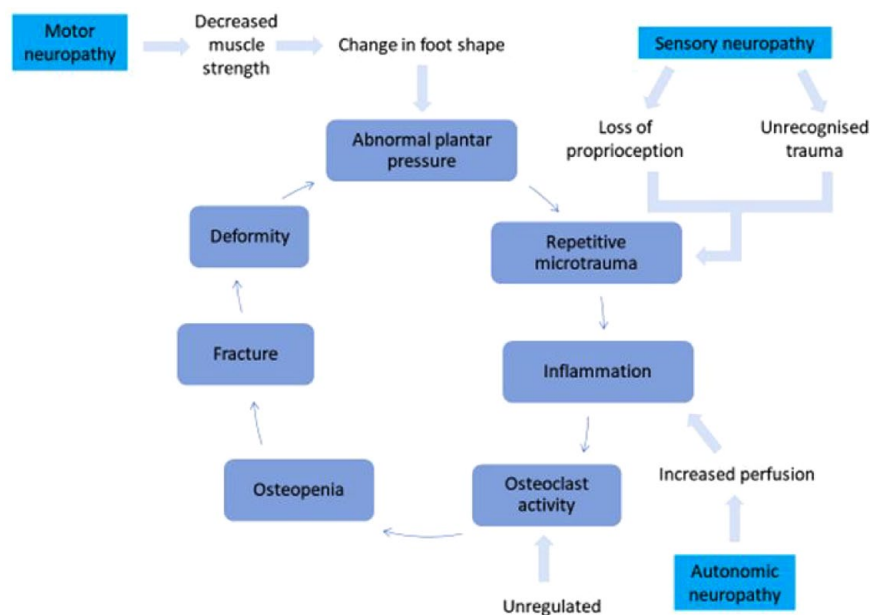 Motor
neuropathy
Decreased
muscle
strength
Change in foot shape
Sensory neuropathy
Loss of
proprioception
Unrecognised
trauma
Abnormal plantar
pressure
Repetitive
microtrauma
Inflammation
Increased perfusion
Autonomic
neuropathy
Osteoclast
activity
Unregulated
Osteopenia
Fracture
Deformity